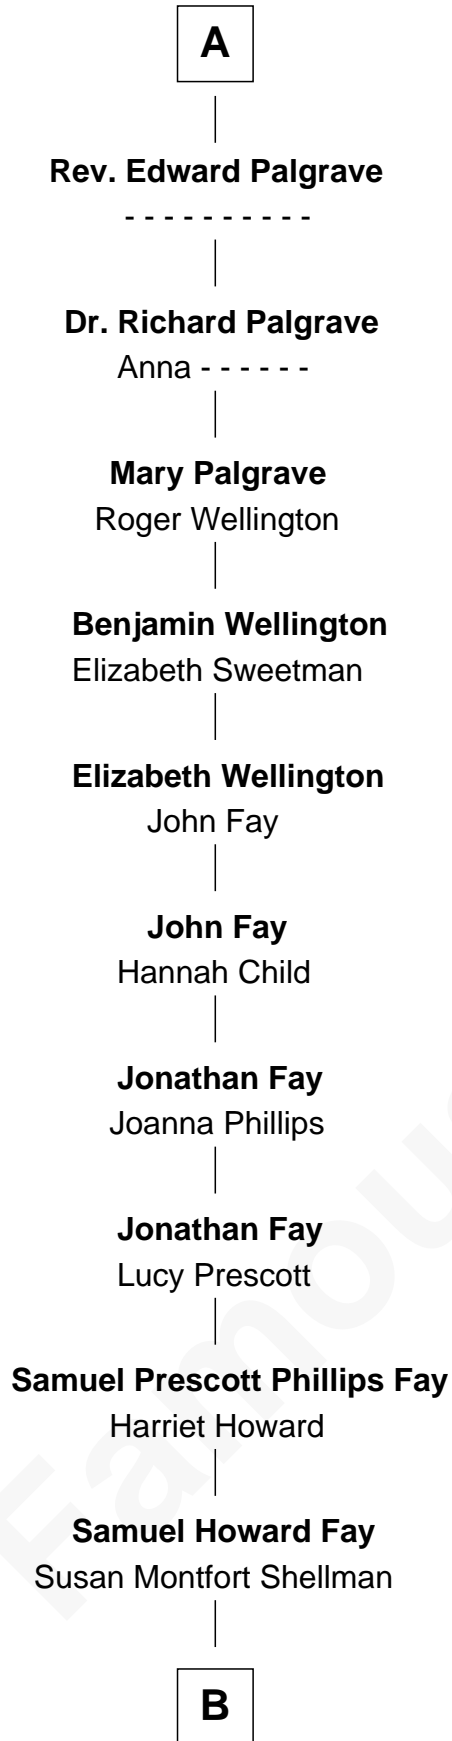 A
Rev. Edward Palgrave
- - - - - - - - - -
Dr. Richard Palgrave
Anna - - - - - -
Mary Palgrave
Roger Wellington
Benjamin Wellington
Elizabeth Sweetman
Elizabeth Wellington
John Fay
John Fay
Hannah Child
Jonathan Fay
Joanna Phillips
Jonathan Fay
Lucy Prescott
Samuel Prescott Phillips Fay
Harriet Howard
Samuel Howard Fay
Susan Montfort Shellman
B
Famou